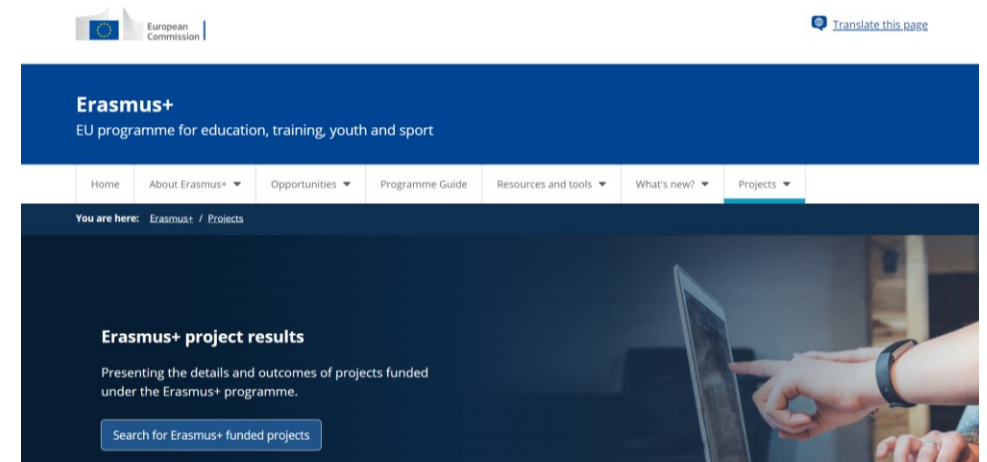 European
Commission
Translate this page
Erasmus+
EU programme for education, training, youth and sport
Home About Erasmus+ Opportunities Programme Guide Resources and tools What's new? Projects
You are here: Erasmus+ / Projects
Erasmus+ project results
Presenting the details and outcomes of projects funded
under the Erasmus+ programme.
Search for Erasmus+ funded projects